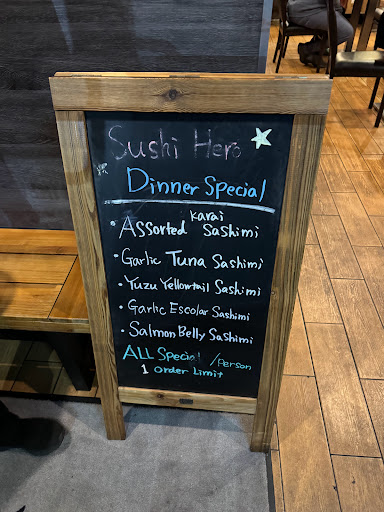 Sushi Hero
Dinner Special
• Assorted Karai Sashimi
• Garlic Tuna Sashimi
• Yuzu Yellowtail Sashimi
• Garlic Escolar Sashimi
• Salmon Belly Sashimi
ALL Special /Person
1 order Limit